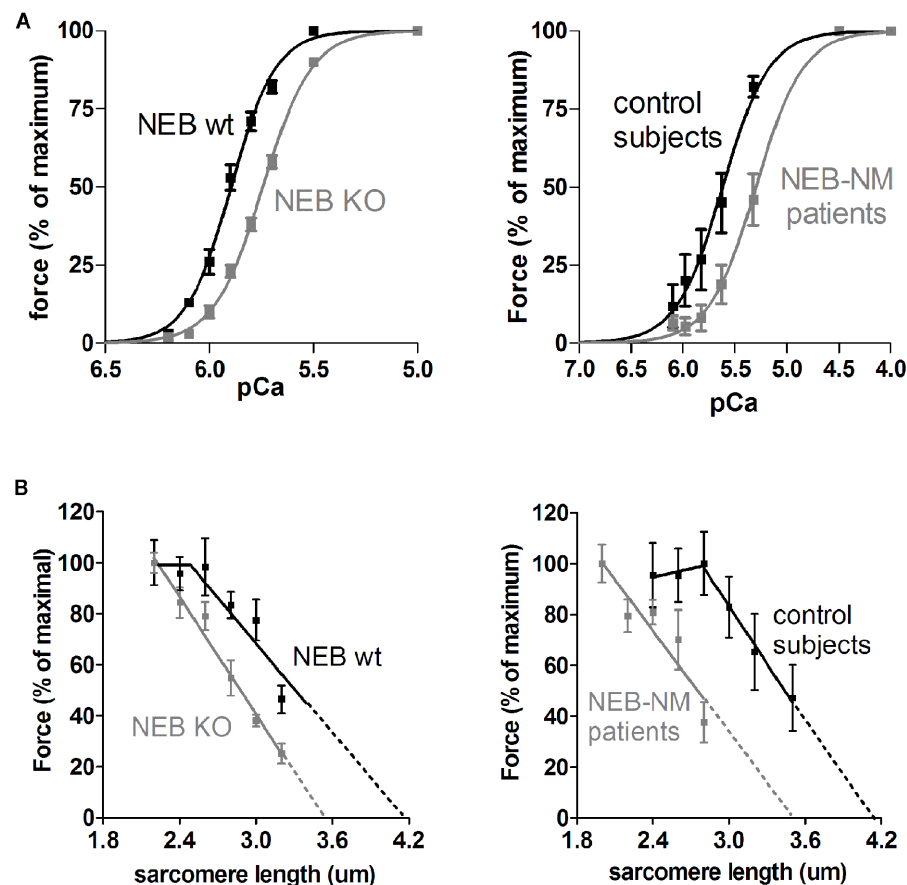 A
force (% of maximum)
100
75
50
25
0
NEB wt
NEB KO
6.5 6.0 5.5 5.0
pCa
Force (% of maximum)
100
75
50
25
0
control
subjects
NEB-NM
patients
7.0 6.5 6.0 5.5 5.0 4.5 4.0
pCa
B
Force (% of maximal)
120
100
80
60
40
20
0
NEB wt
NEB KO
1.8 2.4 3.0 3.6 4.2
sarcomere length (um)
Force (% of maximum)
120
100
80
60
40
20
0
control
subjects
NEB-NM
patients
1.8 2.4 3.0 3.6 4.2
sarcomere length (um)